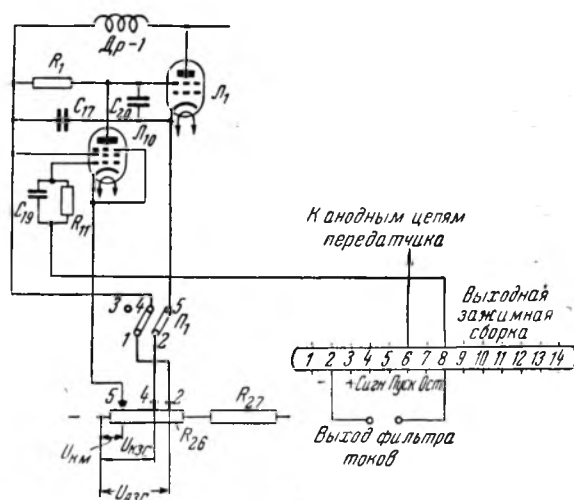 Др-1
R1
Л1
C17
C20
Л10
C19
R11
К анодным цепям
передатчика
3 4 5
П1
1 2
Выходная
зажимная
сборка
1 2 3 4 5 6 7 8 9 10 11 12 13 14
- + Сигн Пуск Ост.
5 4 2
- R27 -
R26
Uкм Uкзс
Uязс
Выход фильтра
токов